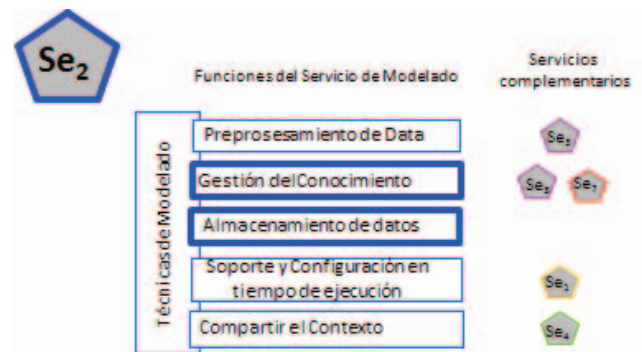 Se₂
Funciones del Servicio de Modelado
Servicios
complementarios
Técnicas de Modelado
Preprosesamiento de Data
Gestión del Conocimiento
Almacenamiento de datos
Soporte y Configuración en
tiempo de ejecución
Compartir el Contexto
Se₄